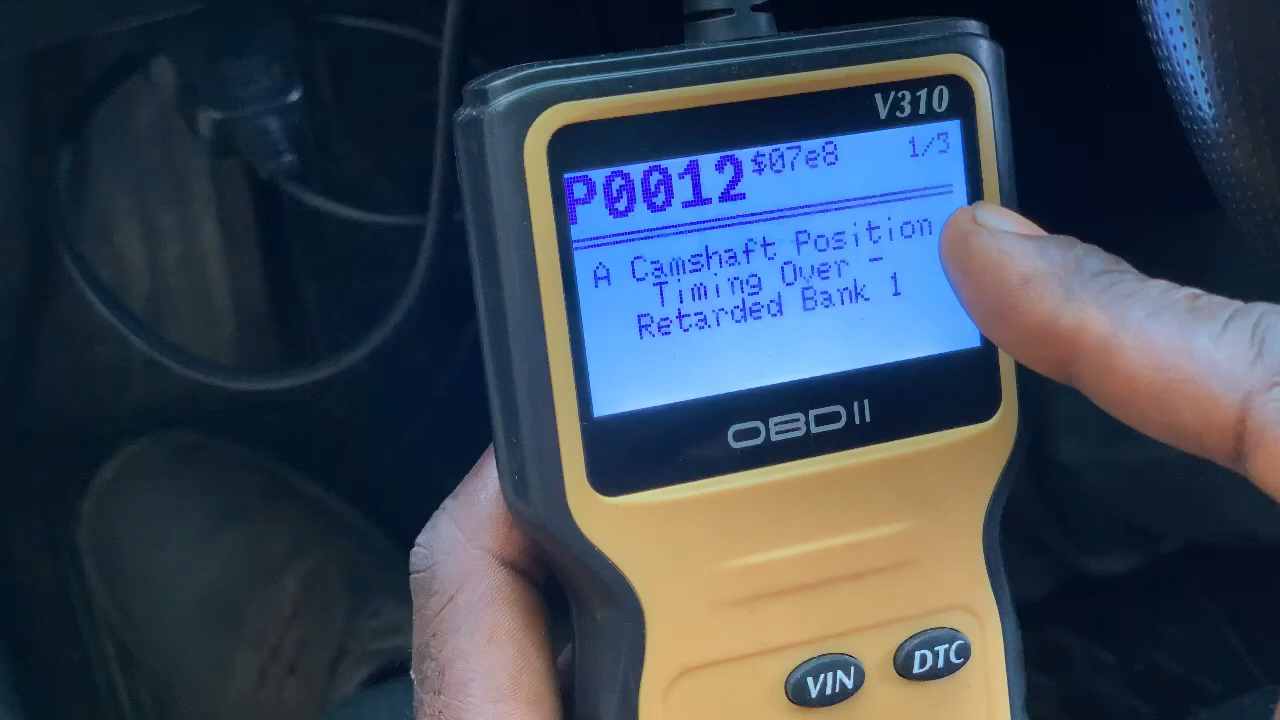 V310
P0012 $07e8 1/3
A Camshaft Position
Timing Over -
Retarded Bank 1
OBDII
VIN DTC